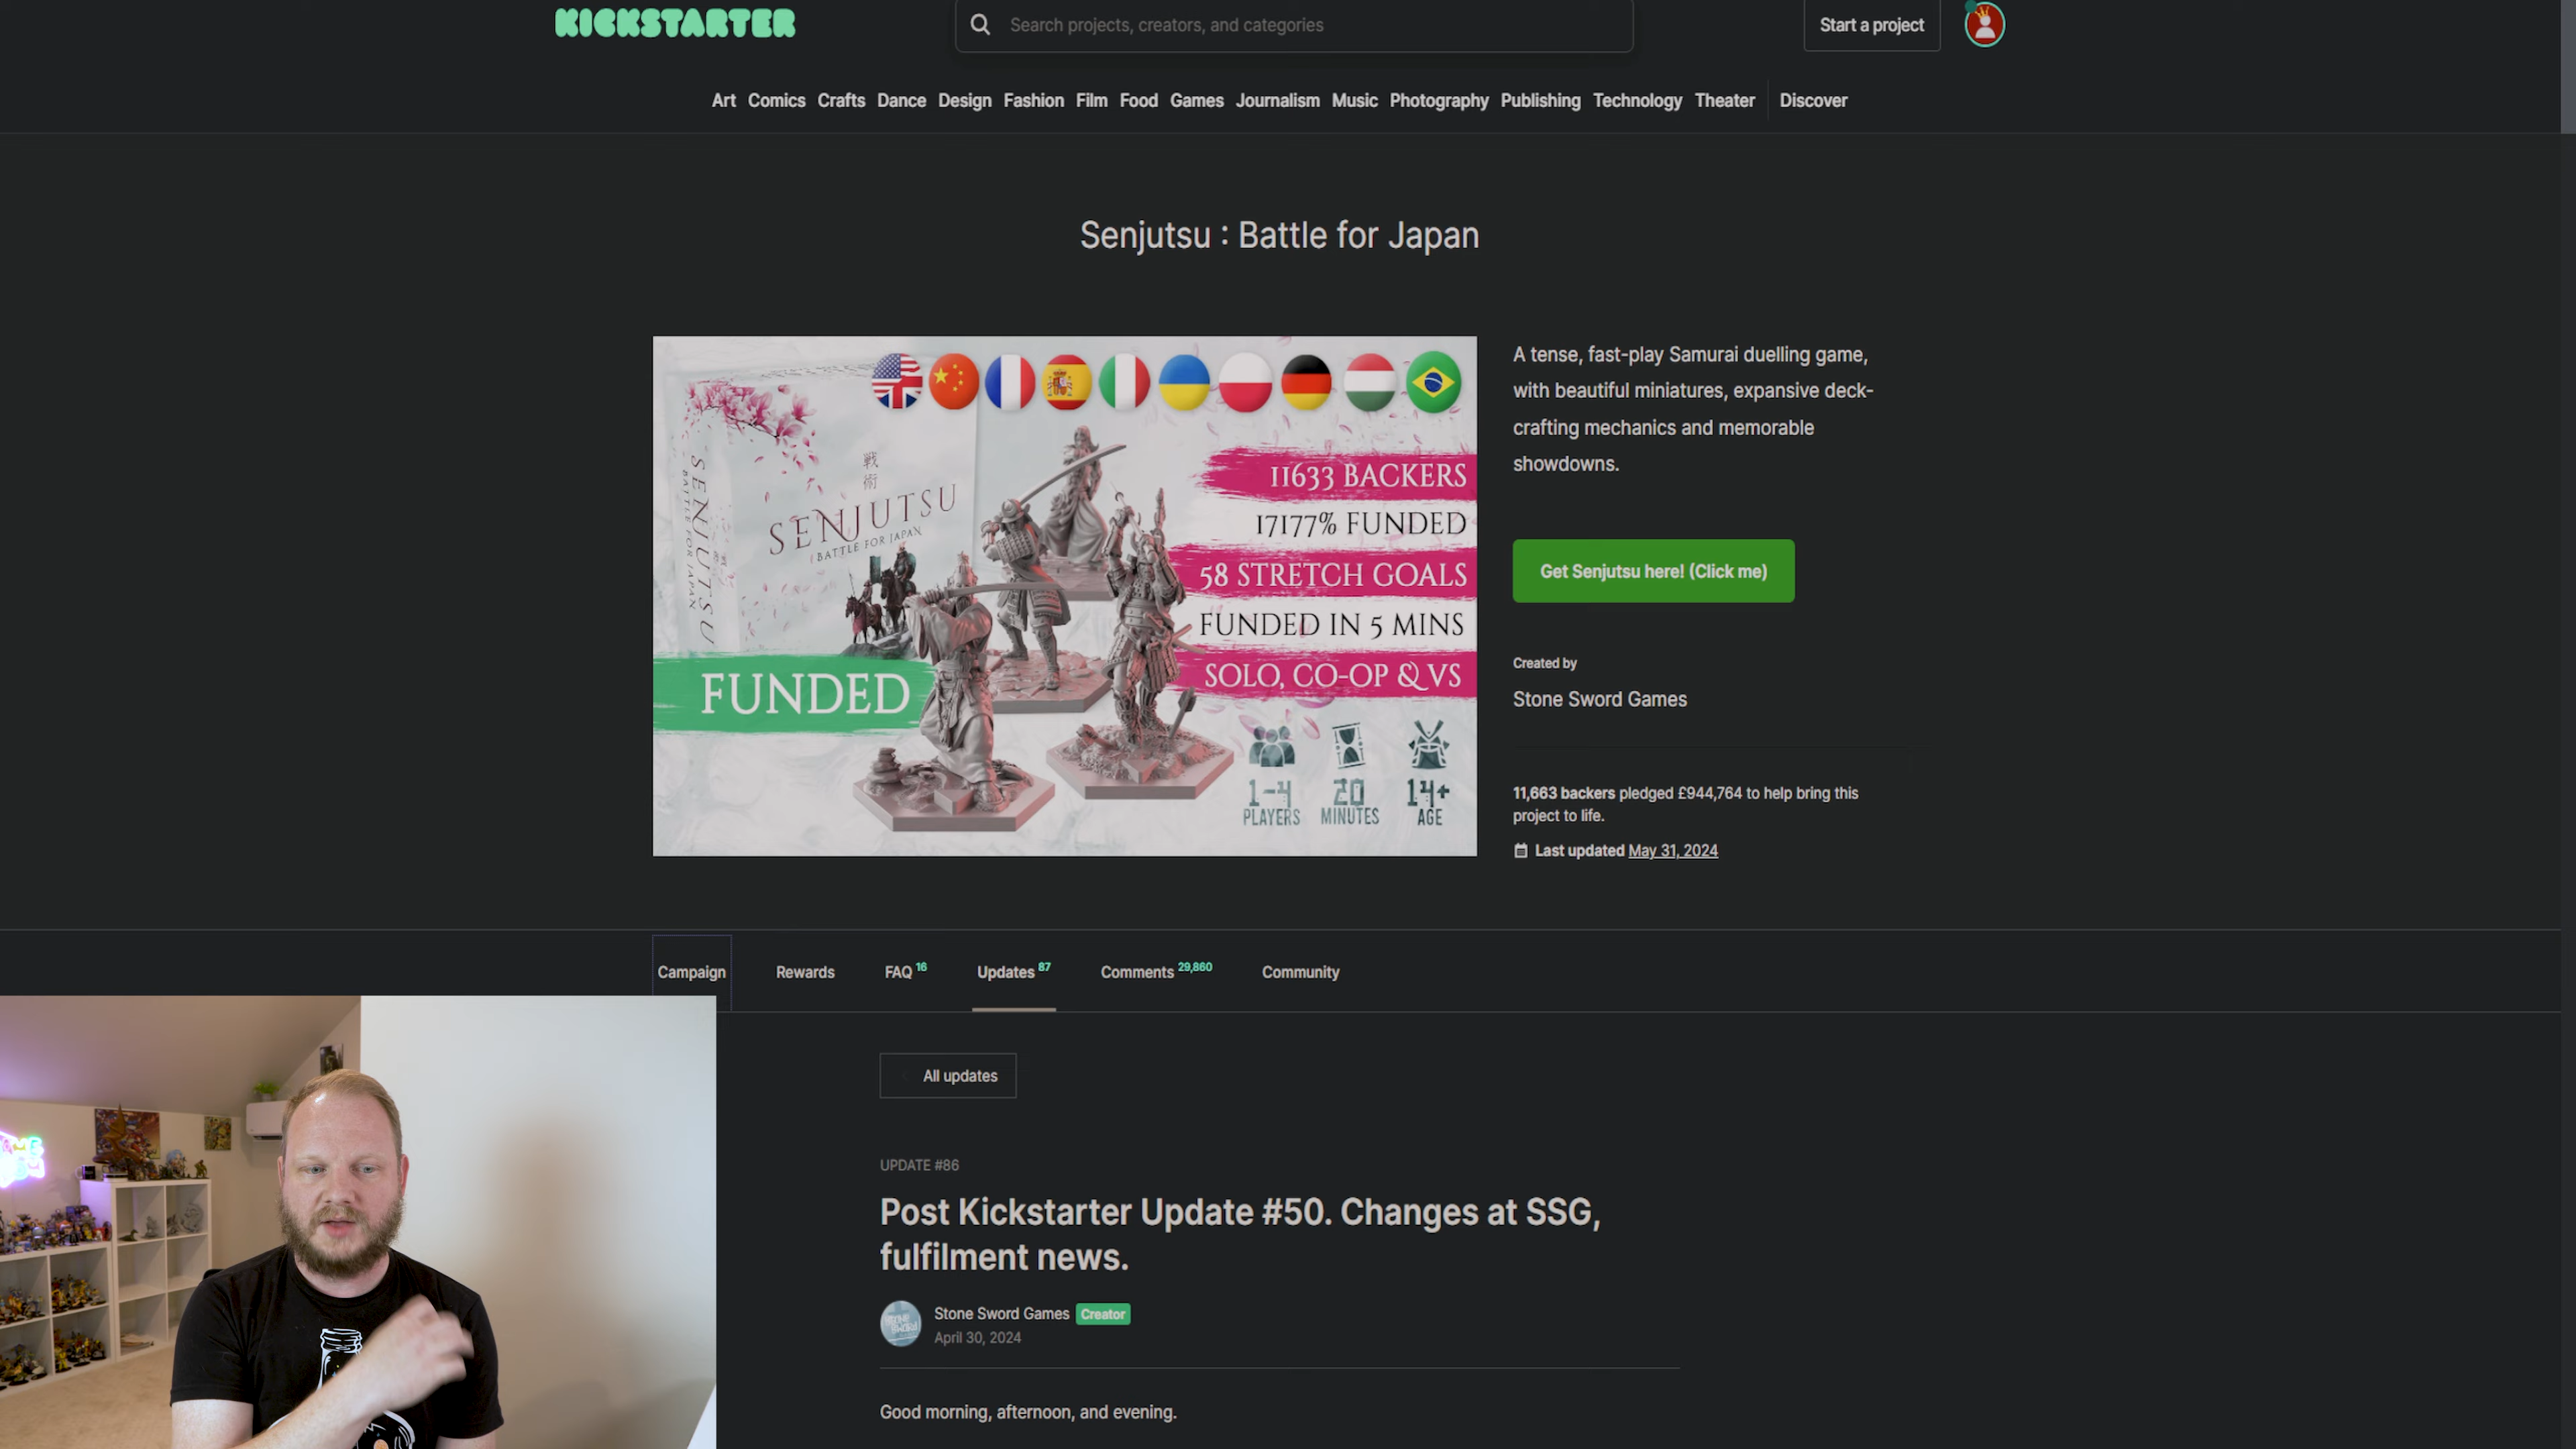 KICKSTARTER
Search projects, creators, and categories
Start a project
Art Comics Crafts Dance Design Fashion Film Food Games Journalism Music Photography Publishing Technology Theater Discover
Senjutsu : Battle for Japan
戦術
SENJUTSU
BATTLE FOR JAPAN
SENJUTSU
BATTLE FOR JAPAN
11633 BACKERS
17177% FUNDED
58 STRETCH GOALS
FUNDED IN 5 MINS
SOLO, CO-OP & VS
FUNDED
1-4 20 14+
PLAYERS MINUTES AGE
A tense, fast-play Samurai duelling game,
with beautiful miniatures, expansive deck-
crafting mechanics and memorable
showdowns.
Get Senjutsu here! (Click me)
Created by
Stone Sword Games
11,663 backers pledged £944,764 to help bring this
project to life.
Last updated May 31, 2024
Campaign Rewards FAQ 16 Updates 87 Comments 29,860 Community
All updates
UPDATE #86
Post Kickstarter Update #50. Changes at SSG,
fulfilment news.
Stone Sword Games Creator
April 30, 2024
Good morning, afternoon, and evening.